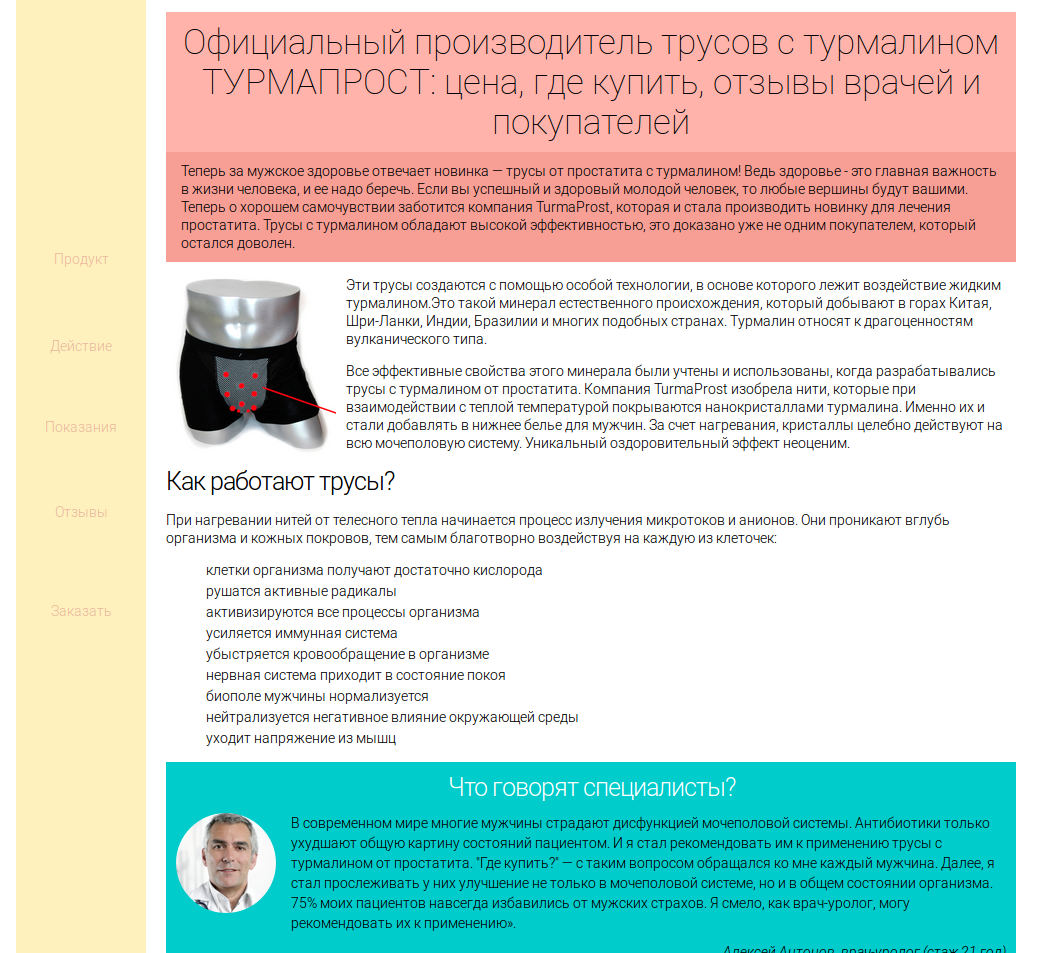 Официальный производитель трусов с турмалином
ТУРМАПРОСТ: цена, где купить, отзывы врачей и
покупателей
Теперь за мужское здоровье отвечает новинка — трусы от простатита с турмалином! Ведь здоровье - это главная важность
в жизни человека, и ее надо беречь. Если вы успешный и здоровый молодой человек, то любые вершины будут вашими.
Теперь о хорошем самочувствии заботится компания TurmaProst, которая и стала производить новинку для лечения
простатита. Трусы с турмалином обладают высокой эффективностью, это доказано уже не одним покупателем, который
остался доволен.
Продукт
Действие
Показания
Отзывы
Заказать
Эти трусы создаются с помощью особой технологии, в основе которого лежит воздействие жидким
турмалином.Это такой минерал естественного происхождения, который добывают в горах Китая,
Шри-Ланки, Индии, Бразилии и многих подобных странах. Турмалин относят к драгоценностям
вулканического типа.
Все эффективные свойства этого минерала были учтены и использованы, когда разрабатывались
трусы с турмалином от простатита. Компания TurmaProst изобрела нити, которые при
взаимодействии с теплой температурой покрываются нанокристаллами турмалина. Именно их и
стали добавлять в нижнее белье для мужчин. За счет нагревания, кристаллы целебно действуют на
всю мочеполовую систему. Уникальный оздоровительный эффект неоценим.
Как работают трусы?
При нагревании нитей от телесного тепла начинается процесс излучения микротоков и анионов. Они проникают вглубь
организма и кожных покровов, тем самым благотворно воздействуя на каждую из клеточек:
клетки организма получают достаточно кислорода
рушатся активные радикалы
активизируются все процессы организма
усиляется иммунная система
убыстряется кровообращение в организме
нервная система приходит в состояние покоя
биополе мужчины нормализуется
нейтрализуется негативное влияние окружающей среды
уходит напряжение из мышц
Что говорят специалисты?
В современном мире многие мужчины страдают дисфункцией мочеполовой системы. Антибиотики только
ухудшают общую картину состояний пациентом. И я стал рекомендовать им к применению трусы с
турмалином от простатита. "Где купить?" — с таким вопросом обращался ко мне каждый мужчина. Далее, я
стал прослеживать у них улучшение не только в мочеполовой системе, но и в общем состоянии организма.
75% моих пациентов навсегда избавились от мужских страхов. Я смело, как врач-уролог, могу
рекомендовать их к применению».
Алексей Антонов, врач-уролог (стаж 21 год)